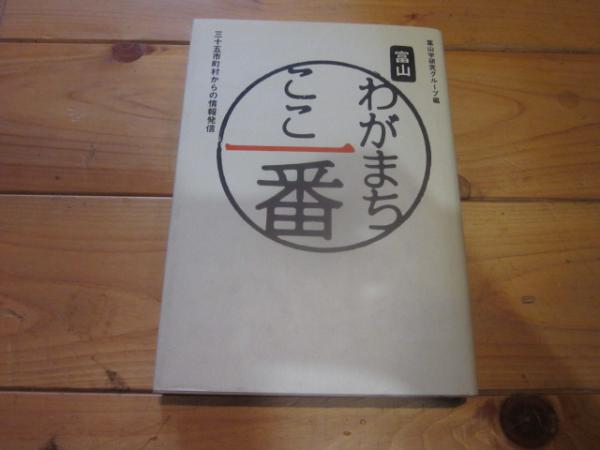 富山学研究グループ編
富山
わがまち
ここ
一番
三十五市町村からの情報発信